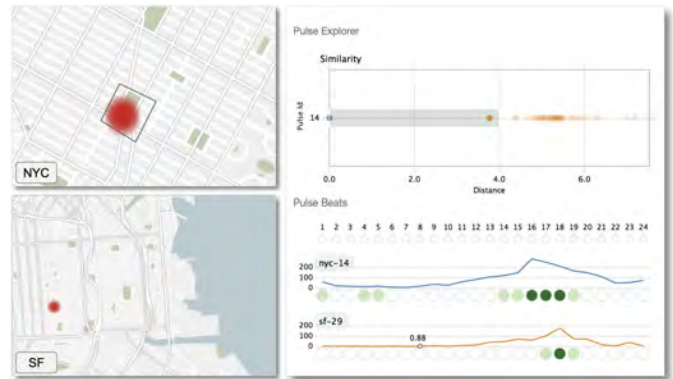 NYC
SF
Pulse Explorer
Similarity
Pulse Id
14
0.0 2.0 4.0 6.0
Distance
Pulse Beats
1 2 3 4 5 6 7 8 9 10 11 12 13 14 15 16 17 18 19 20 21 22 23 24
nyc-14
200
100
0
sf-29
200
100
0
0.88